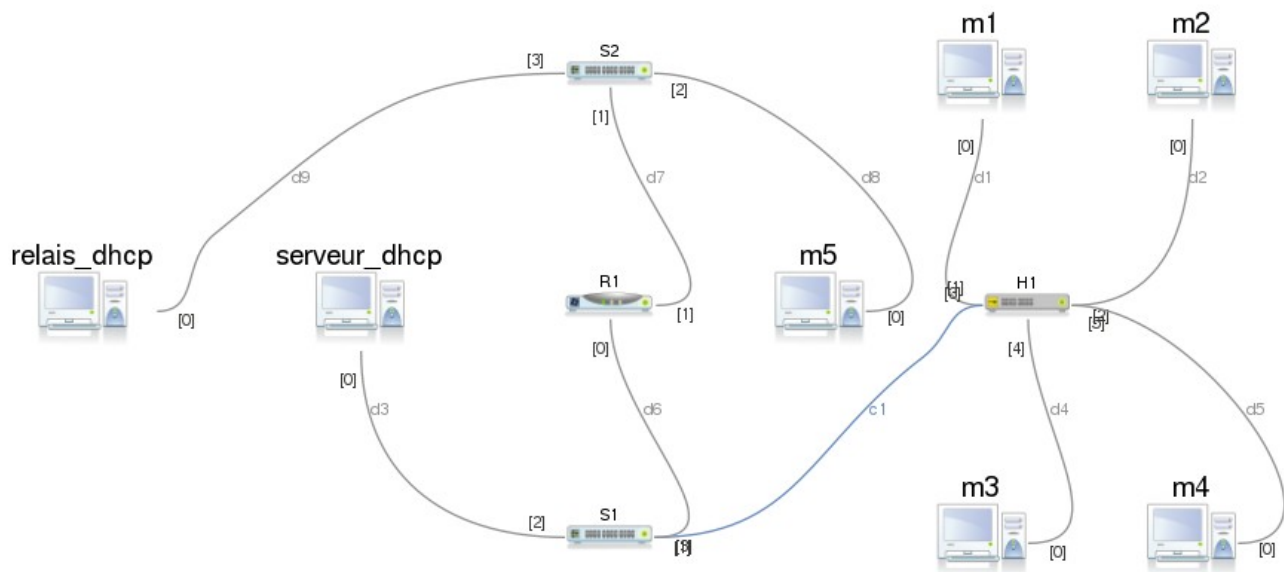 m1
m2
S2
[3]
[2]
[1]
[0]
[0]
d9
d7
d8
d1
d2
relais_dhcp
serveur_dhcp
m5
R1
H1
[0]
[1]
[0]
[0]
[0]
[4]
d3
d6
c1
d4
d5
m3
m4
S1
[2]
[0]
[0]